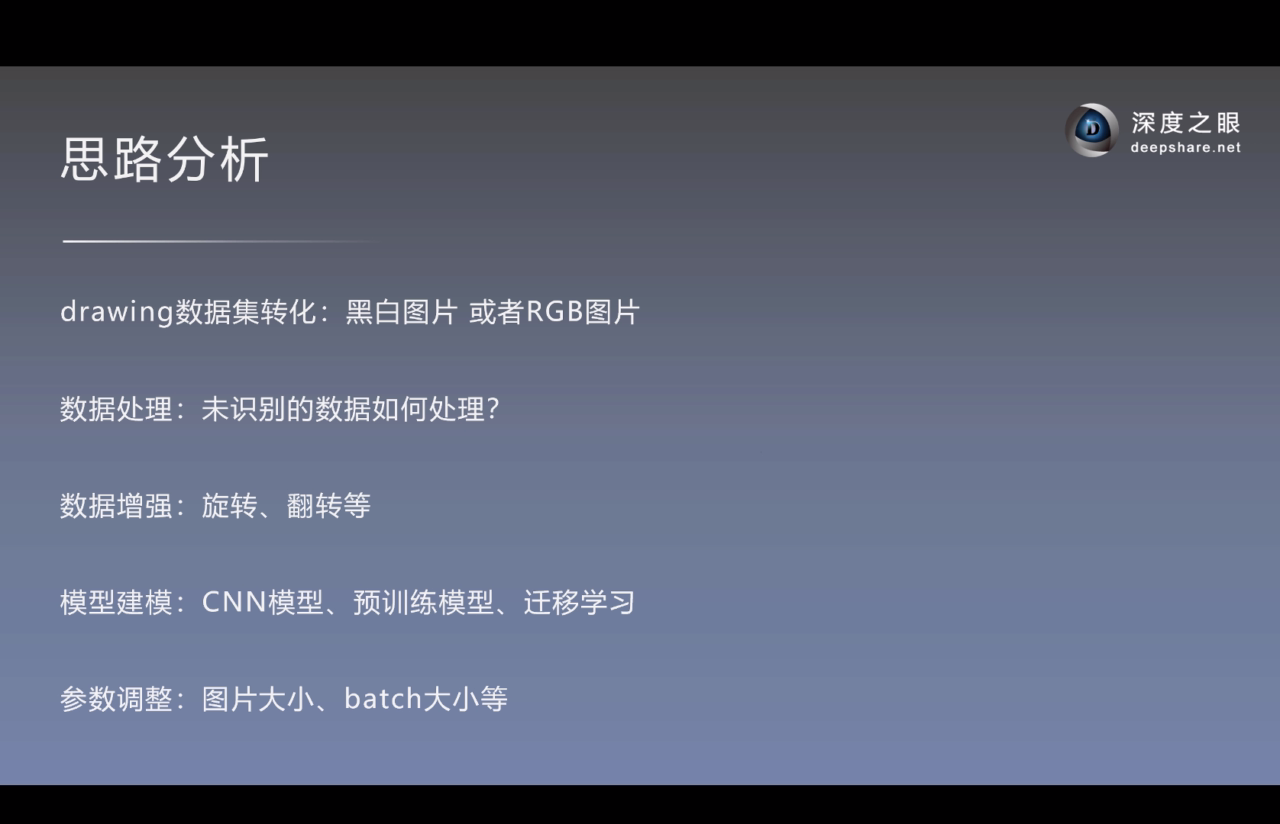 深度之眼
deepshare.net
思路分析
drawing数据集转化：黑白图片 或者RGB图片
数据处理：未识别的数据如何处理？
数据增强：旋转、翻转等
模型建模：CNN模型、预训练模型、迁移学习
参数调整：图片大小、batch大小等